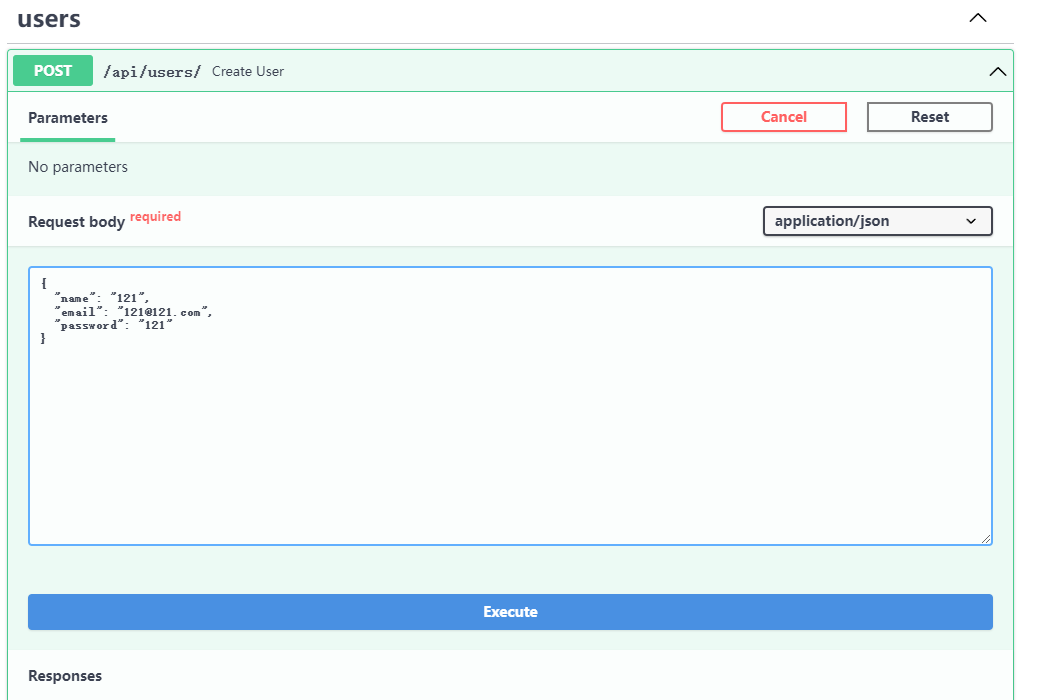 users
POST /api/users/ Create User
Parameters Cancel Reset
No parameters
Request body required application/json
{
"name": "121",
"email": "121@121.com",
"password": "121"
}
Execute
Responses